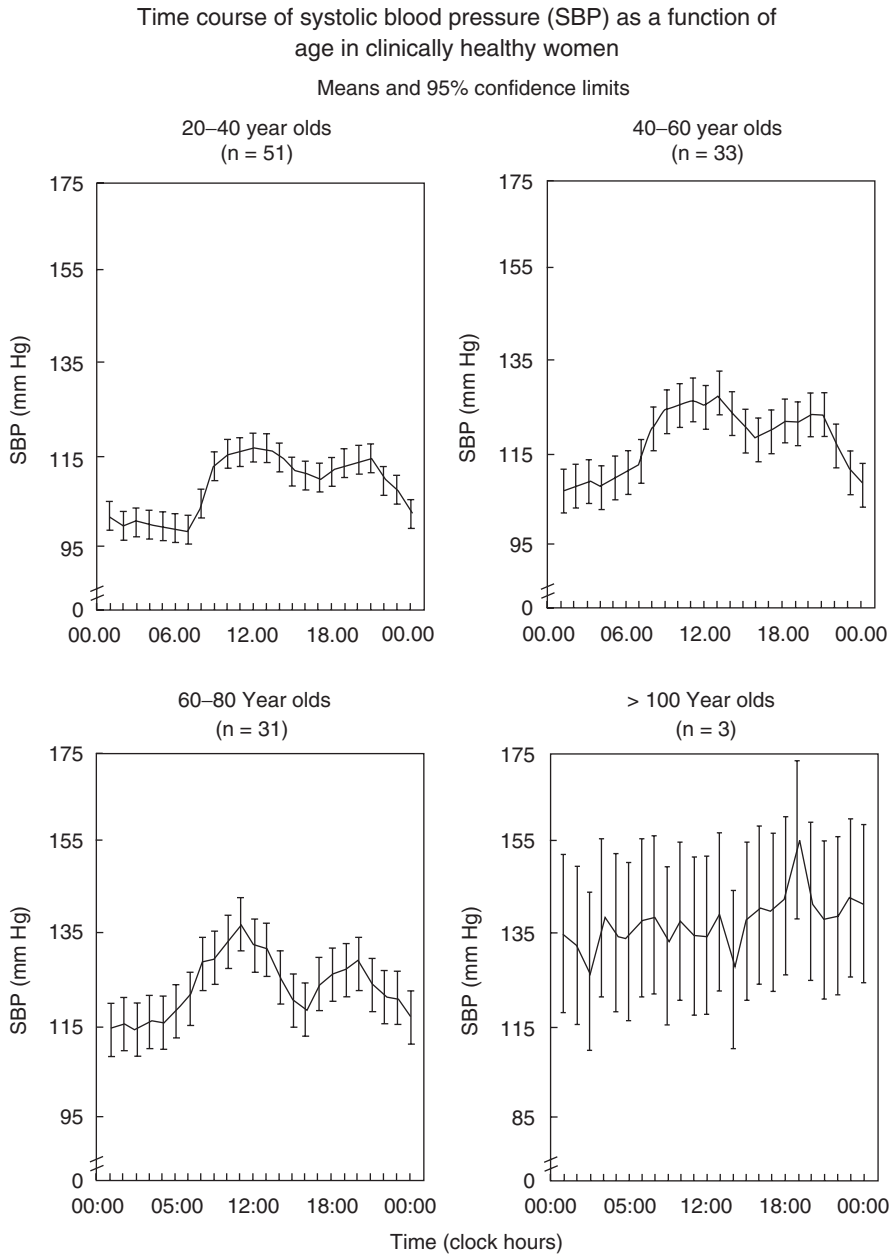 Time course of systolic blood pressure (SBP) as a function of
age in clinically healthy women
Means and 95% confidence limits
20–40 year olds
(n = 51)
175
155
135
115
95
0
SBP (mm Hg)
00.00 06.00 12.00 18.00 00.00
40–60 year olds
(n = 33)
175
155
135
115
95
0
SBP (mm Hg)
00.00 06.00 12.00 18.00 00.00
60–80 Year olds
(n = 31)
175
155
135
115
95
0
SBP (mm Hg)
00:00 05:00 12:00 18:00 00:00
> 100 Year olds
(n = 3)
175
155
135
115
85
0
SBP (mm Hg)
00:00 05:00 12:00 18:00 00:00
Time (clock hours)